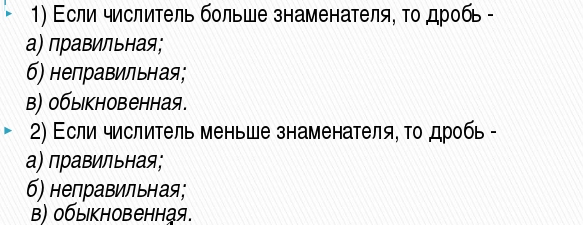 1) Если числитель больше знаменателя, то дробь -
а) правильная;
б) неправильная;
в) обыкновенная.
2) Если числитель меньше знаменателя, то дробь -
а) правильная;
б) неправильная;
в) обыкновенная.